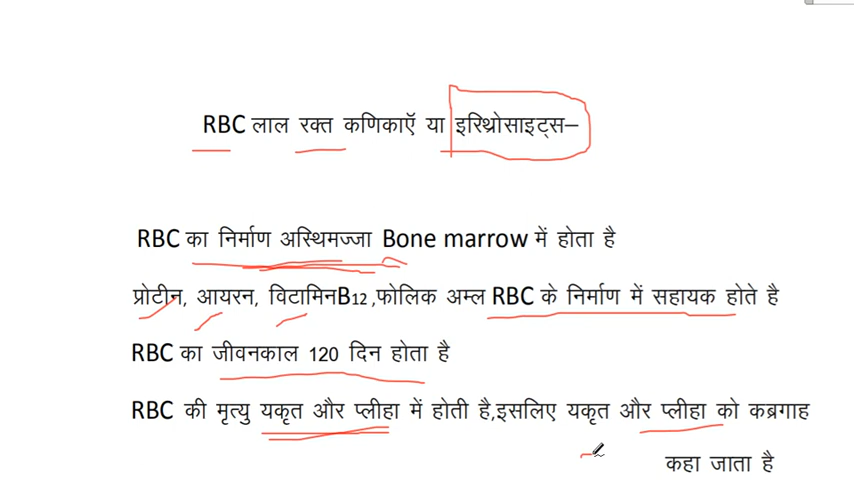 RBC लाल रक्त कणिकाऍ या इरिथ्रोसाइट्स–
RBC का निर्माण अस्थिमज्जा Bone marrow में होता है
प्रोटीन, आयरन, विटामिनB12,फोलिक अम्ल RBC के निर्माण में सहायक होते है
RBC का जीवनकाल 120 दिन होता है
RBC की मृत्यु यकृत और प्लीहा में होती है,इसलिए यकृत और प्लीहा को कब्रगाह
कहा जाता है